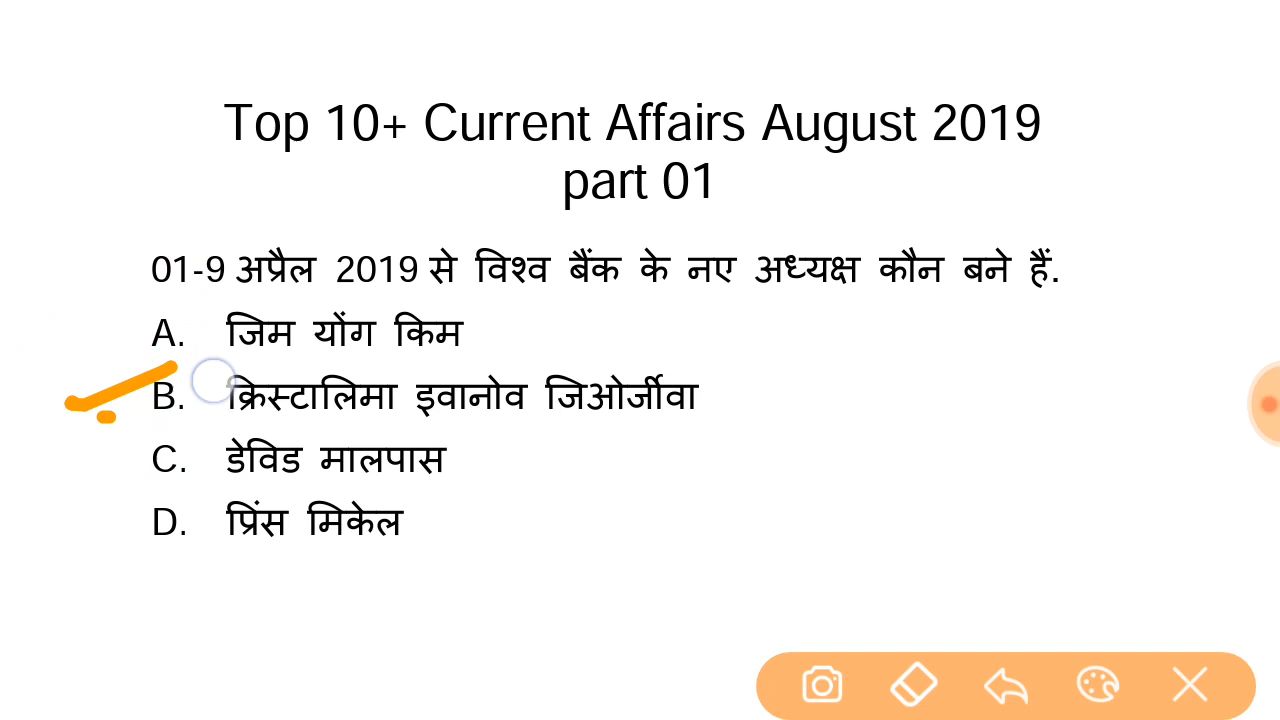 Top 10+ Current Affairs August 2019
part 01
01-9 अप्रैल 2019 से विश्व बैंक के नए अध्यक्ष कौन बने हैं.
A. जिम योंग किम
B. क्रिस्टालिमा इवानोव जिओर्जीवा
C. डेविड मालपास
D. प्रिंस मिकेल